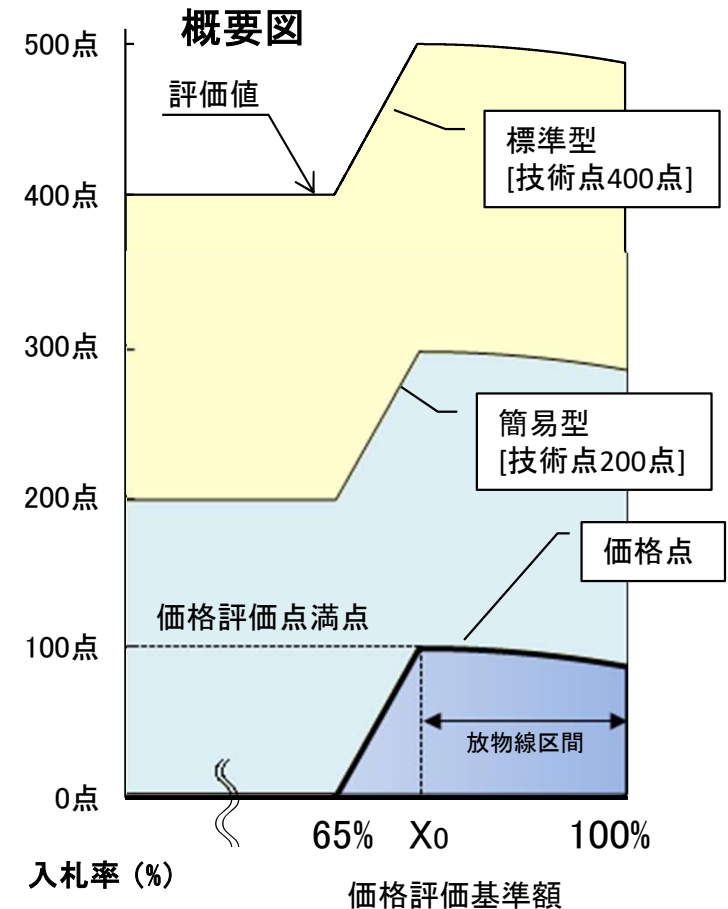 概要図
500点
評価値
標準型
[技術点400点]
400点
300点
簡易型
[技術点200点]
200点
価格点
価格評価点満点
100点
放物線区間
0点
65%
X0
100%
入札率 (%)
価格評価基準額